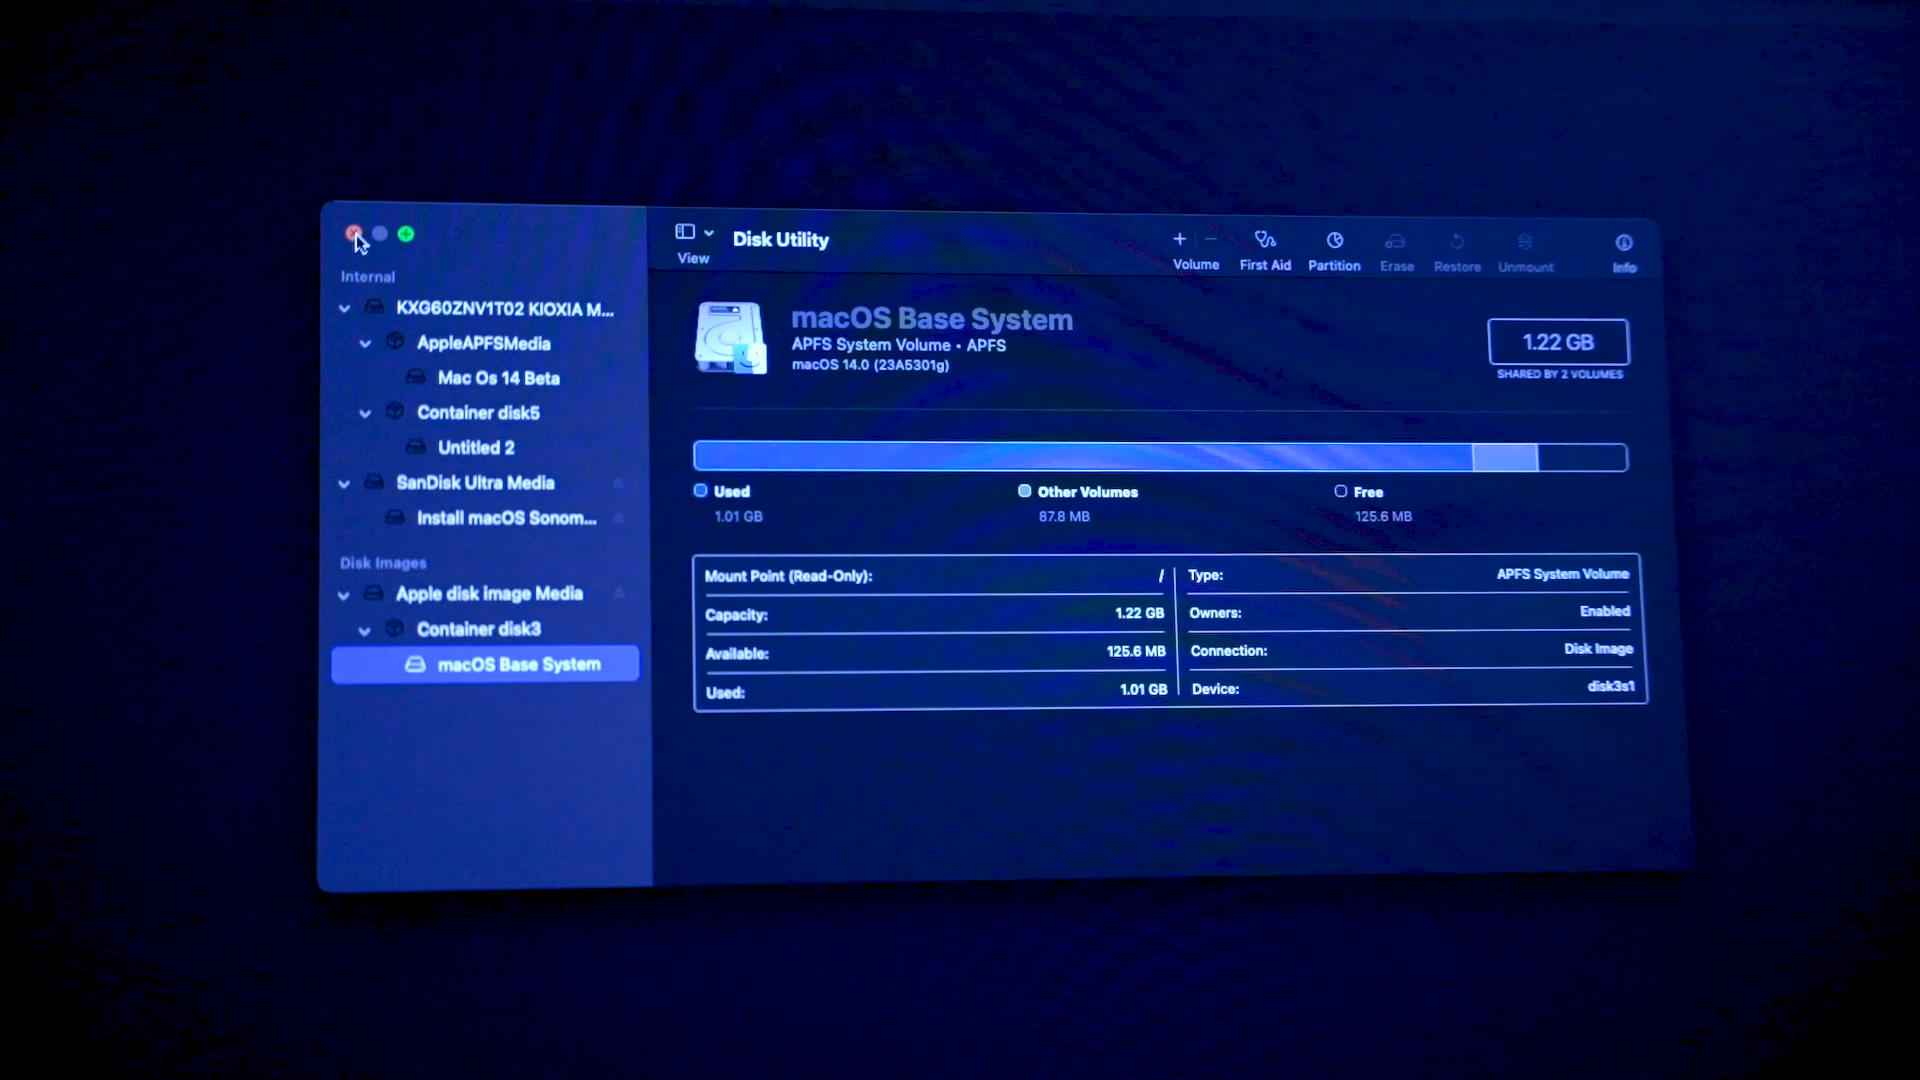 Disk Utility
View
Volume
First Aid
Partition
Erase
Restore
Unmount
Info
Internal
KXG60ZNV1T02 KIOXIA M...
AppleAPFSMedia
Mac Os 14 Beta
Container disk5
Untitled 2
SanDisk Ultra Media
Install macOS Sonom...
Disk Images
Apple disk image Media
Container disk3
macOS Base System
macOS Base System
APFS System Volume • APFS
macOS 14.0 (23A5301g)
1.22 GB
SHARED BY 2 VOLUMES
Used
1.01 GB
Other Volumes
87.8 MB
Free
125.6 MB
Mount Point (Read-Only): /
Capacity: 1.22 GB
Available: 125.6 MB
Used: 1.01 GB
Type: APFS System Volume
Owners: Enabled
Connection: Disk Image
Device: disk3s1